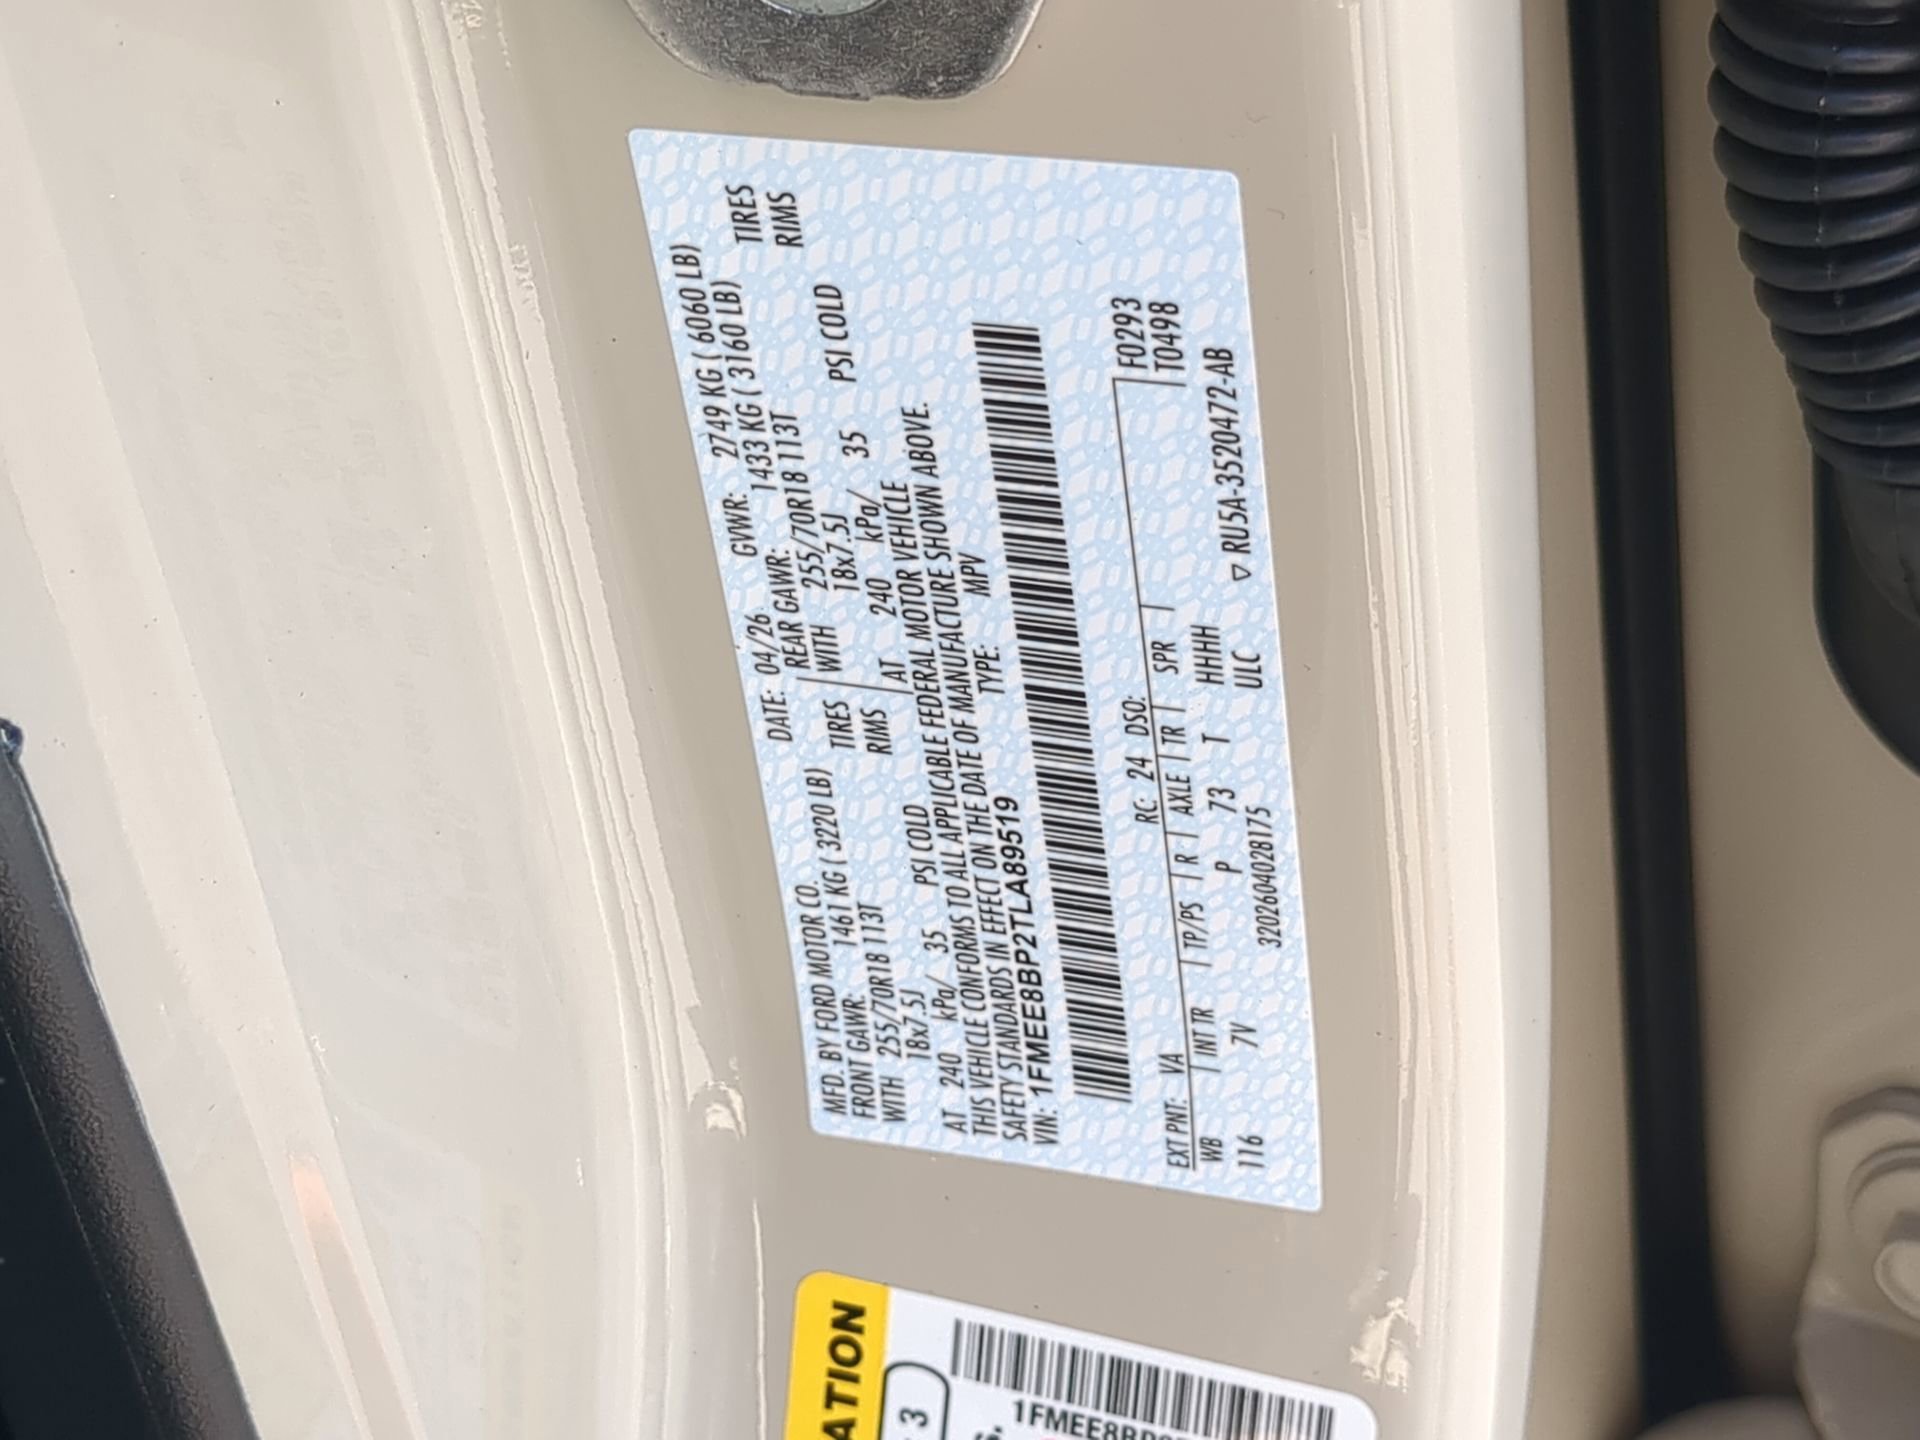 MFD. BY FORD MOTOR CO.
DATE: 04/26 GVWR: 2749 KG ( 6060 LB)
FRONT GAWR: 1461 KG ( 3220 LB)
REAR GAWR: 1433 KG ( 3160 LB)
WITH 255/70R18 113T TIRES
WITH 255/70R18 113T TIRES
18x7.5J RIMS
18x7.5J RIMS
AT 240 kPa/ 35 PSI COLD
AT 240 kPa/ 35 PSI COLD
THIS VEHICLE CONFORMS TO ALL APPLICABLE FEDERAL MOTOR VEHICLE
SAFETY STANDARDS IN EFFECT ON THE DATE OF MANUFACTURE SHOWN ABOVE.
VIN: 1FMEE8BP2TLA89519 TYPE: MPV
F0293
T0498
EXT PNT: VA RC: 24 DSO:
WB INT TR TP/PS R AXLE TR SPR
116 7V P 73 T HHHH
ULC ▽ RU5A-3520472-AB
3202604028175
ATION
3
1FMEE8BP